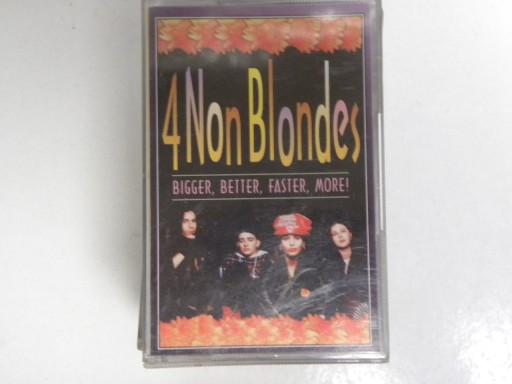 4 Non Blondes
BIGGER, BETTER, FASTER, MORE!